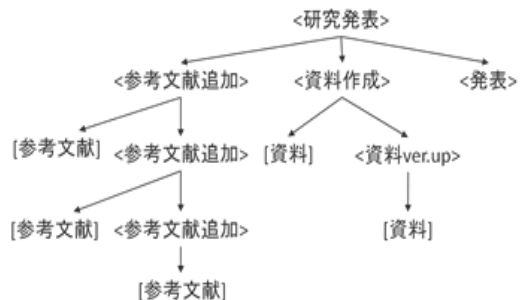 <研究発表>
<参考文献追加> <資料作成> <発表>
[参考文献] <参考文献追加> [資料] <資料ver.up>
[参考文献] <参考文献追加> [資料]
[参考文献]